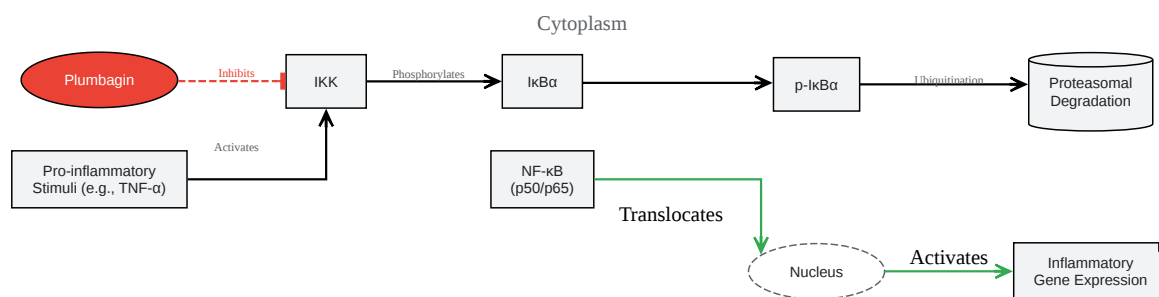 Cytoplasm
Plumbagin
Inhibits
IKK
Phosphorylates
IκBα
p-IκBα
Ubiquitination
Proteasomal
Degradation
Pro-inflammatory
Stimuli (e.g., TNF-α)
Activates
NF-κB
(p50/p65)
Translocates
Nucleus
Activates
Inflammatory
Gene Expression